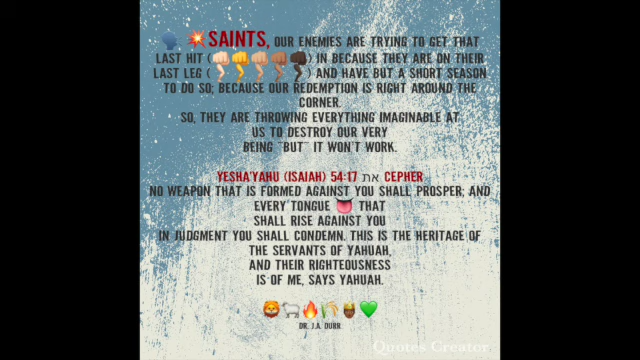 🗣️ 💥SAINTS, OUR ENEMIES ARE TRYING TO GET THAT
LAST HIT (👊🏻👊👊🏼👊🏽👊🏿) IN BECAUSE THEY ARE ON THEIR
LAST LEG (🦵🏻🦵🦵🏼🦵🏽🦵🏿) AND HAVE BUT A SHORT SEASON
TO DO SO; BECAUSE OUR REDEMPTION IS RIGHT AROUND THE
CORNER.
SO, THEY ARE THROWING EVERYTHING IMAGINABLE AT
US TO DESTROY OUR VERY
BEING "BUT" IT WON'T WORK.
YESHA'YAHU (ISAIAH) 54:17 את CEPHER
NO WEAPON THAT IS FORMED AGAINST YOU SHALL PROSPER; AND
EVERY TONGUE 👅 THAT
SHALL RISE AGAINST YOU
IN JUDGMENT YOU SHALL CONDEMN. THIS IS THE HERITAGE OF
THE SERVANTS OF YAHUAH,
AND THEIR RIGHTEOUSNESS
IS OF ME, SAYS YAHUAH.
🦁🐑🔥🌾🤴🏾💚
DR. J.A. DURR
Quotes Creator